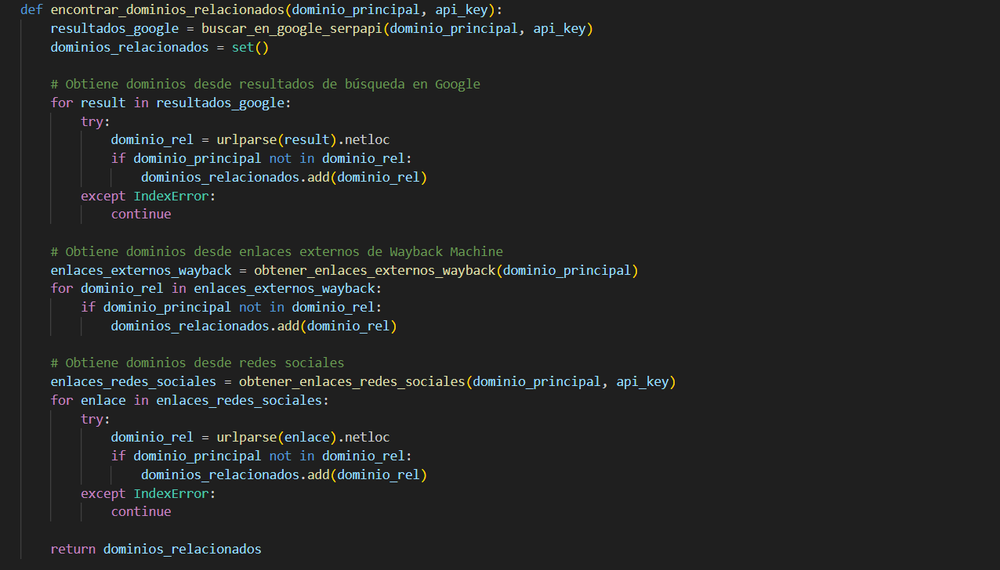 def encontrar_dominios_relacionados(dominio_principal, api_key):
    resultados_google = buscar_en_google_serpapi(dominio_principal, api_key)
    dominios_relacionados = set()

    # Obtiene dominios desde resultados de búsqueda en Google
    for result in resultados_google:
        try:
            dominio_rel = urlparse(result).netloc
            if dominio_principal not in dominio_rel:
                dominios_relacionados.add(dominio_rel)
        except IndexError:
            continue

    # Obtiene dominios desde enlaces externos de Wayback Machine
    enlaces_externos_wayback = obtener_enlaces_externos_wayback(dominio_principal)
    for dominio_rel in enlaces_externos_wayback:
        if dominio_principal not in dominio_rel:
            dominios_relacionados.add(dominio_rel)

    # Obtiene dominios desde redes sociales
    enlaces_redes_sociales = obtener_enlaces_redes_sociales(dominio_principal, api_key)
    for enlace in enlaces_redes_sociales:
        try:
            dominio_rel = urlparse(enlace).netloc
            if dominio_principal not in dominio_rel:
                dominios_relacionados.add(dominio_rel)
        except IndexError:
            continue

    return dominios_relacionados